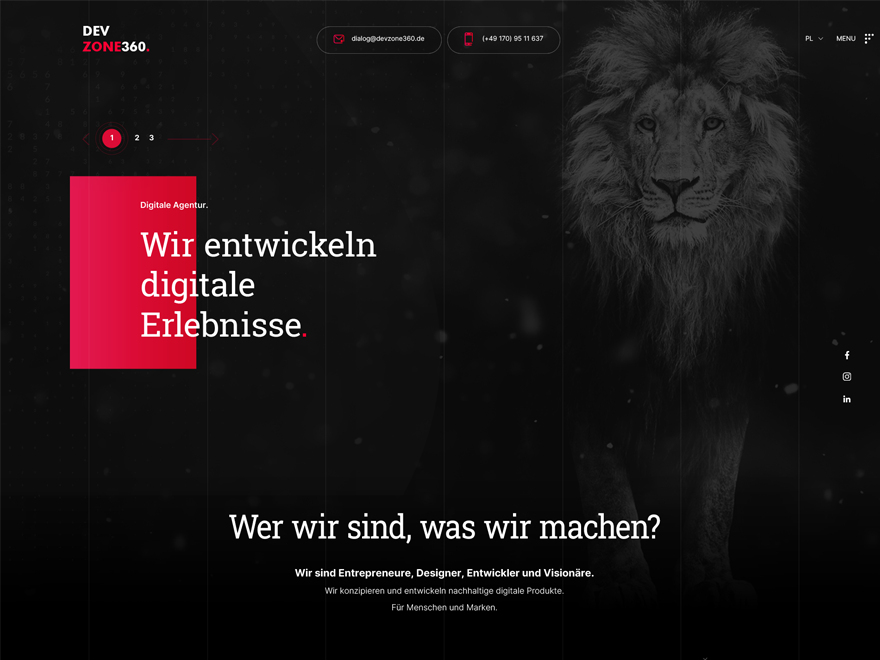 DEV
ZONE360.
dialog@devzone360.de
(+49 170) 95 11 637
PL
MENU
1 2 3
Digitale Agentur.
Wir entwickeln
digitale
Erlebnisse.
Wer wir sind, was wir machen?
Wir sind Entrepreneure, Designer, Entwickler und Visionäre.
Wir konzipieren und entwickeln nachhaltige digitale Produkte.
Für Menschen und Marken.